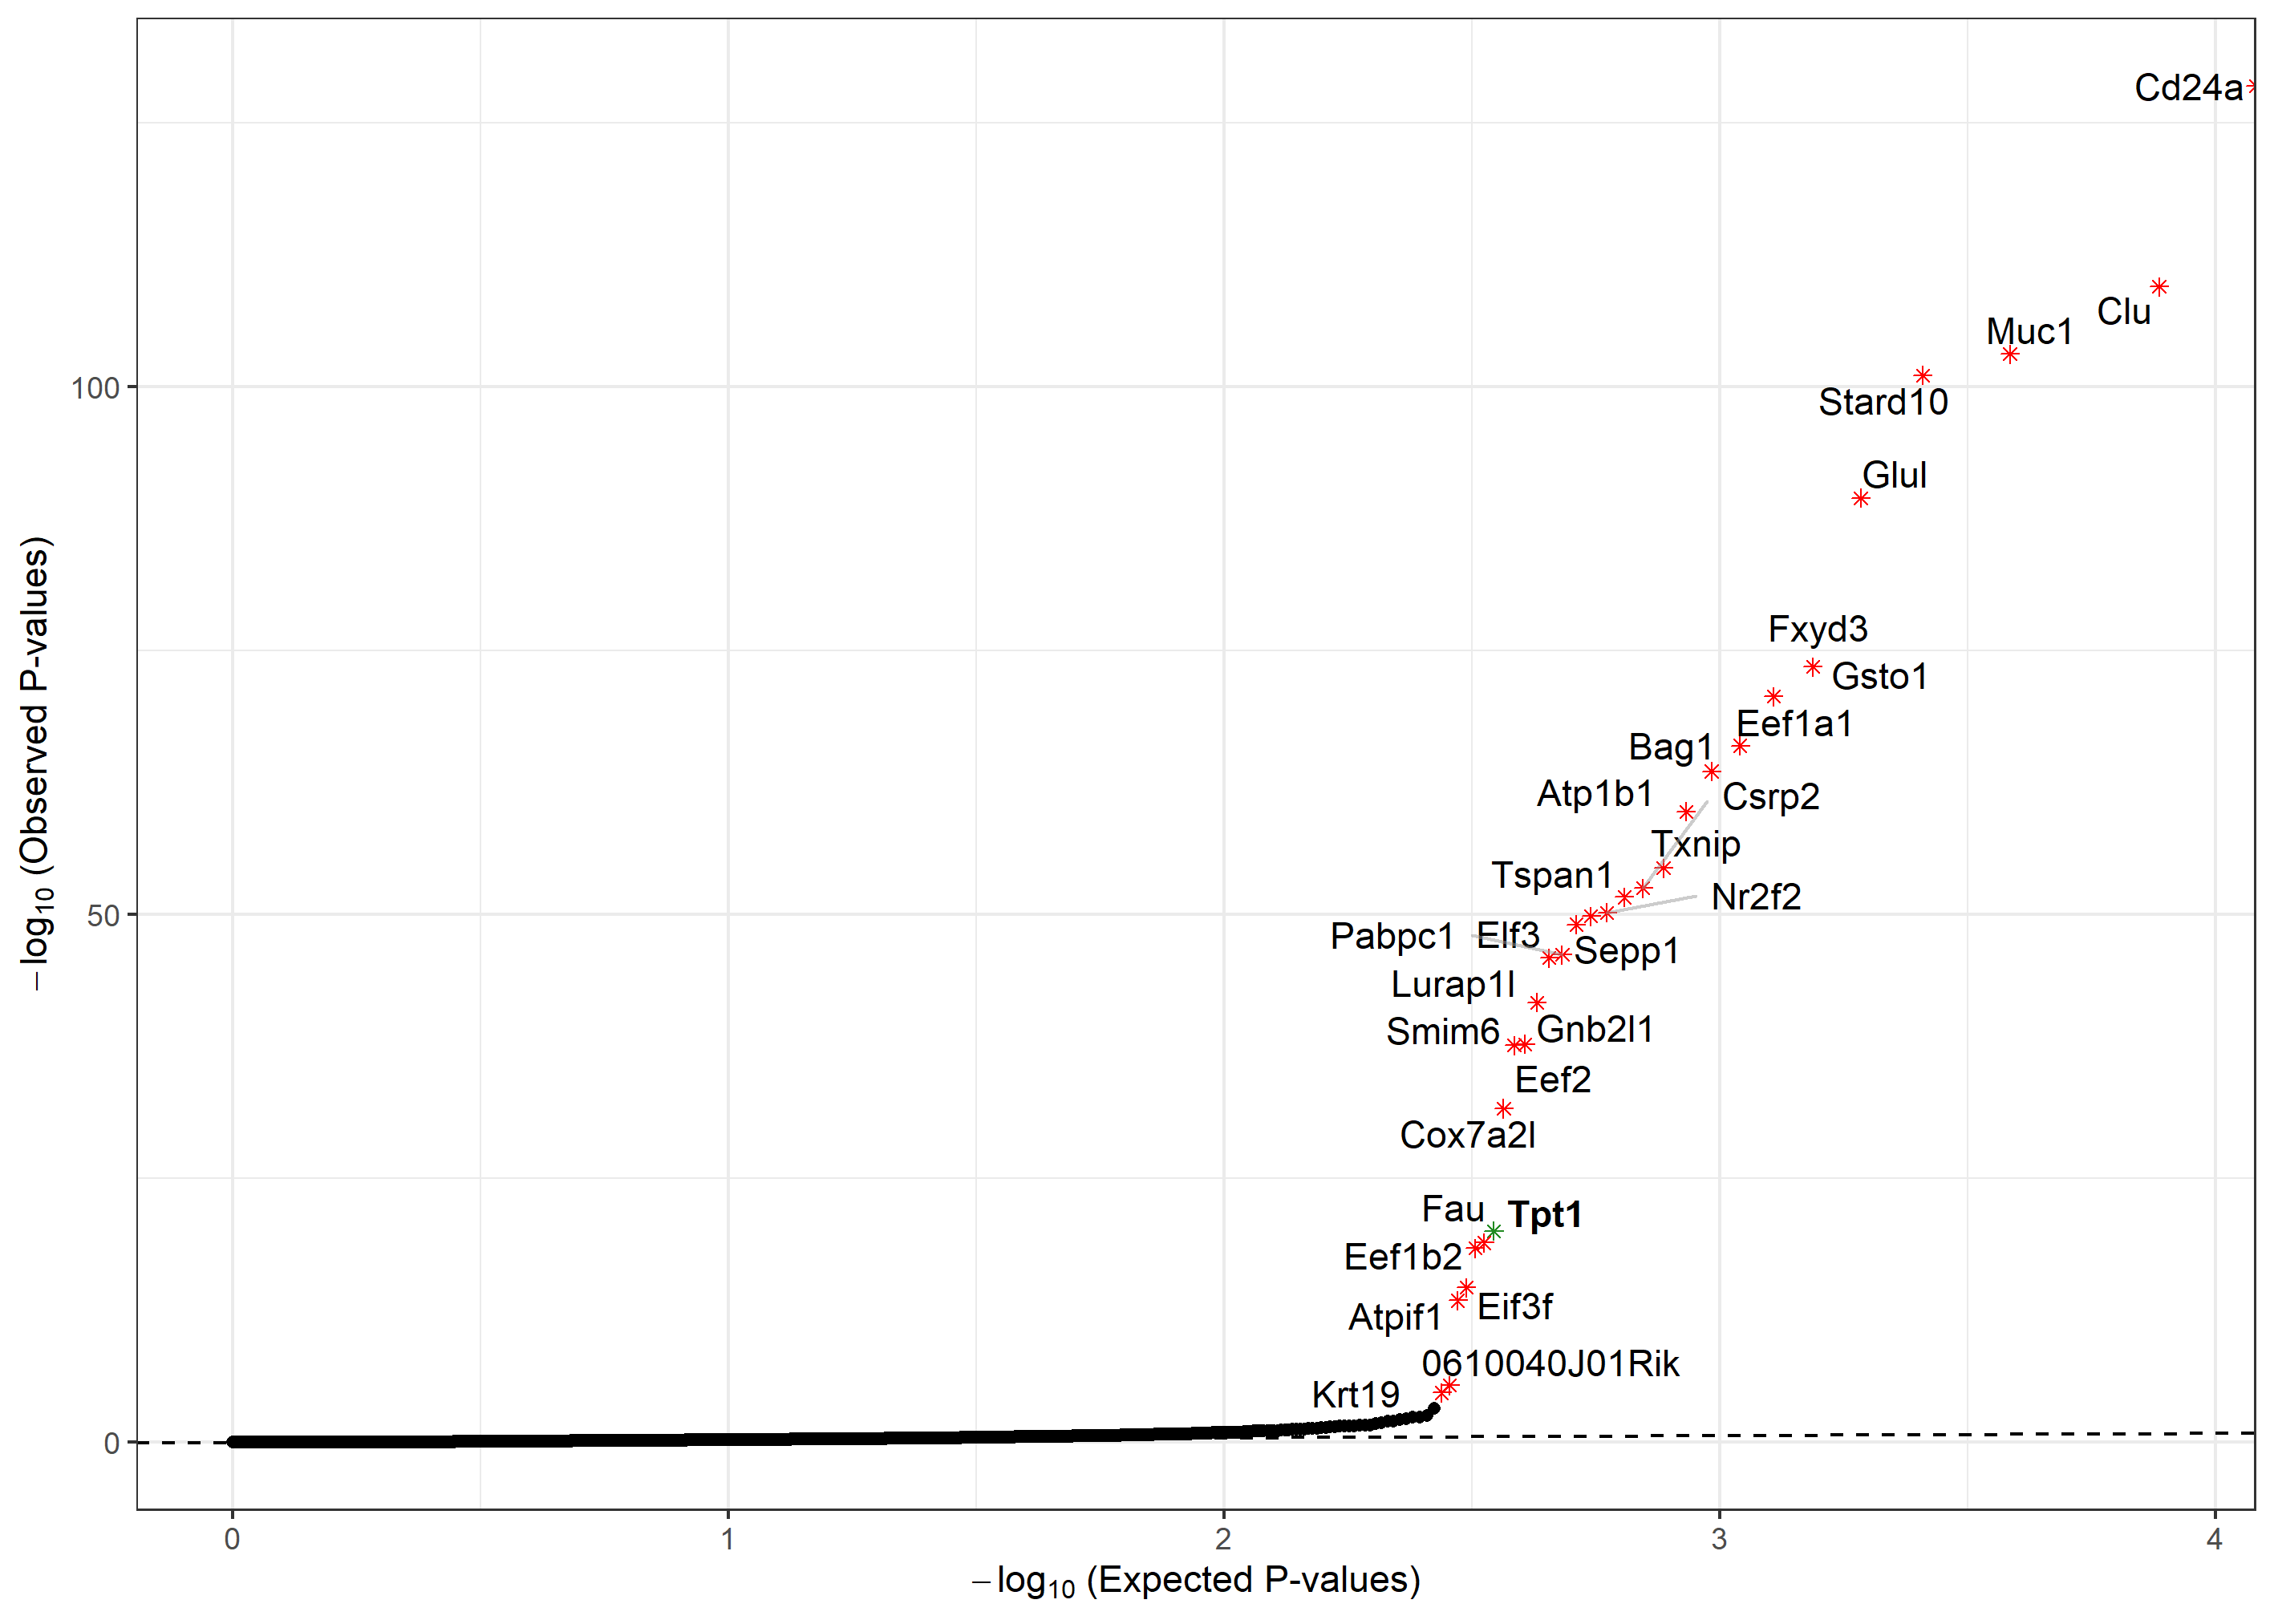 Cd24a
Clu
Muc1
Stard10
Glul
Fxyd3
Gsto1
Eef1a1
Bag1
Atp1b1
Csrp2
Txnip
Tspan1
Nr2f2
Pabpc1
Elf3
Sepp1
Lurap1l
Gnb2l1
Smim6
Eef2
Cox7a2l
Fau
Tpt1
Eef1b2
Eif3f
Atpif1
0610040J01Rik
Krt19
100
50
0
0 1 2 3 4
−log10 (Expected P-values)
−log10 (Observed P-values)